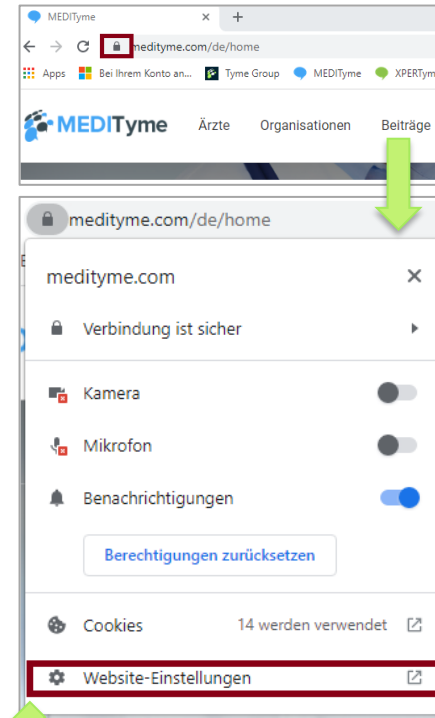 MEDITyme
medityme.com/de/home
Apps Bei Ihrem Konto an... Tyme Group MEDITyme XPERTym
MEDITyme Ärzte Organisationen Beiträge
medityme.com/de/home
medityme.com
Verbindung ist sicher
Kamera
Mikrofon
Benachrichtigungen
Berechtigungen zurücksetzen
Cookies 14 werden verwendet
Website-Einstellungen